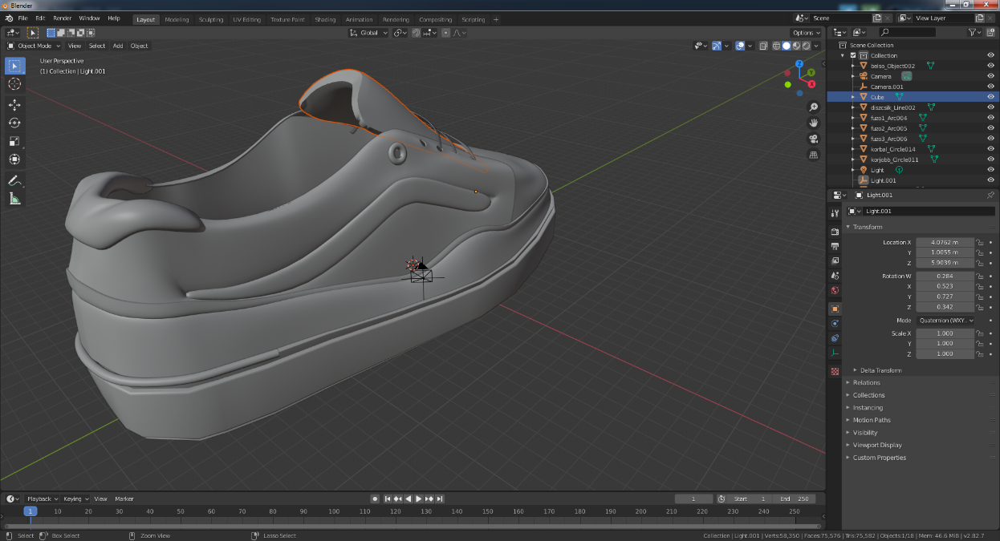 Blender
File Edit Render Window Help Layout Modeling Sculpting UV Editing Texture Paint Shading Animation Rendering Compositing Scripting + Scene View Layer
Global Options
Object Mode View Select Add Object
User Perspective
(1) Collection | Light.001
Z
Y
X
Scene Collection
Collection
belso_Object002
Camera
Camera.001
Cube
diszcsik_Line002
fuzo1_Arc004
fuzo2_Arc005
fuzo3_Arc006
korbal_Circle014
korjobb_Circle011
Light
Light.001
Light.001
Light.001
Transform
Location X 4.0762 m
Y 1.0055 m
Z 5.9039 m
Rotation W 0.284
X 0.523
Y 0.727
Z 0.342
Mode Quaternion (WXY..
Scale X 1.000
Y 1.000
Z 1.000
Delta Transform
Relations
Collections
Instancing
Motion Paths
Visibility
Viewport Display
Custom Properties
Playback Keying View Marker 1 Start 1 End 250
1 10 20 30 40 50 60 70 80 90 100 110 120 130 140 150 160 170 180 190 200 210 220 230 240 250
Select Box Select Zoom View Lasso Select Collection | Light.001 | Verts:58,350 | Faces:75,576 | Tris:75,582 | Objects:1/18 | Mem: 46.6 MiB | v2.82.7